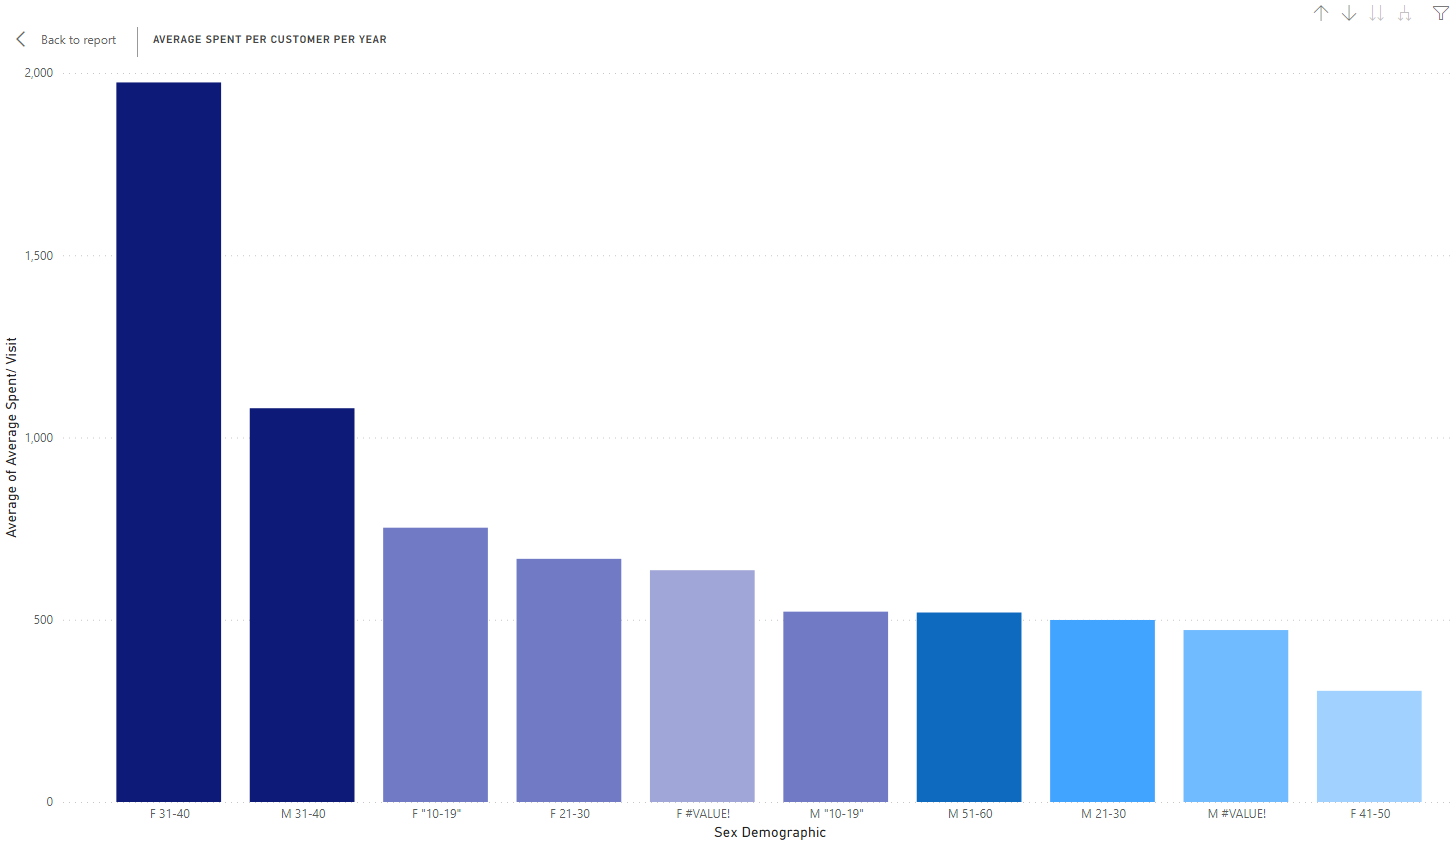 Back to report
AVERAGE SPENT PER CUSTOMER PER YEAR
Average of Average Spent/ Visit
2,000
1,500
1,000
500
0
F 31-40 M 31-40 F "10-19" F 21-30 F #VALUE! M "10-19" M 51-60 M 21-30 M #VALUE! F 41-50
Sex Demographic